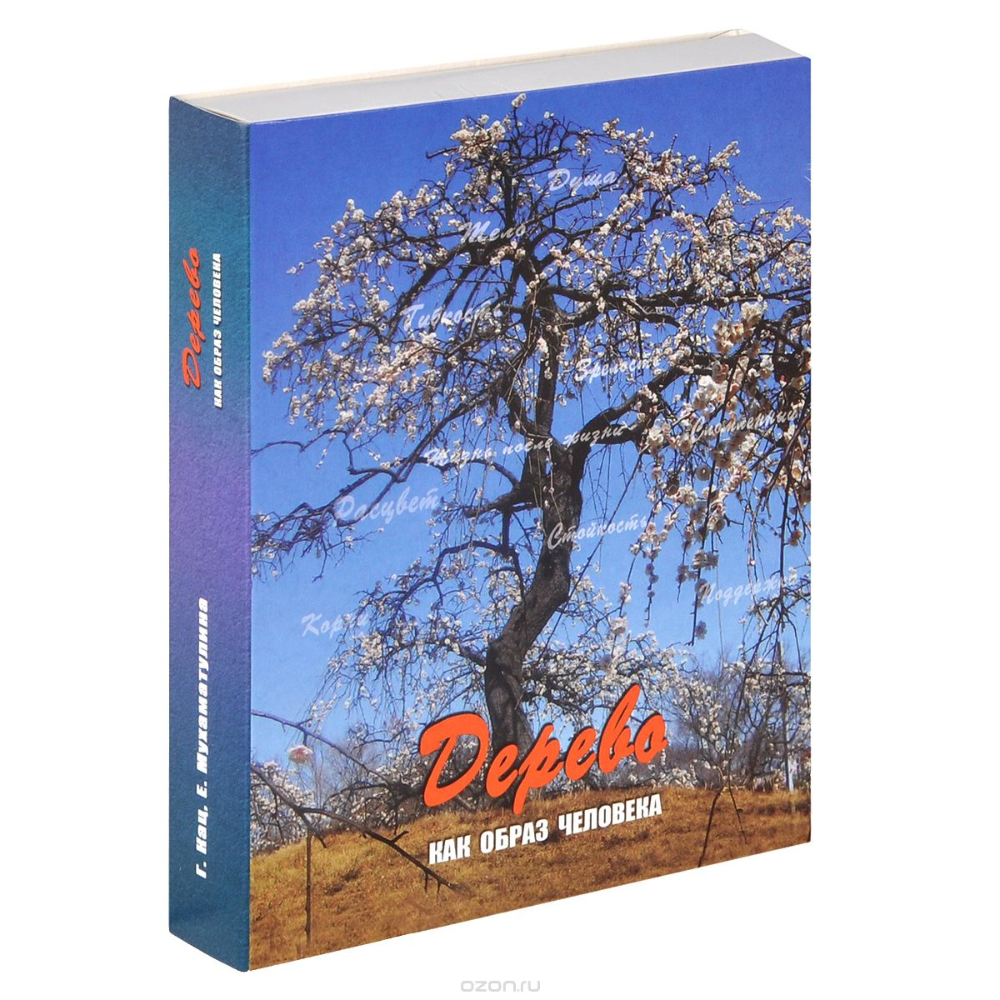 Дерево
КАК ОБРАЗ ЧЕЛОВЕКА
Г. Кац, Е. Мухаматулина
Душа
Тело
Гибкость
Зрелость
Жизнь после жизни
Расцвет
Стойкость
Корни
Дерево
КАК ОБРАЗ ЧЕЛОВЕКА
ozon.ru